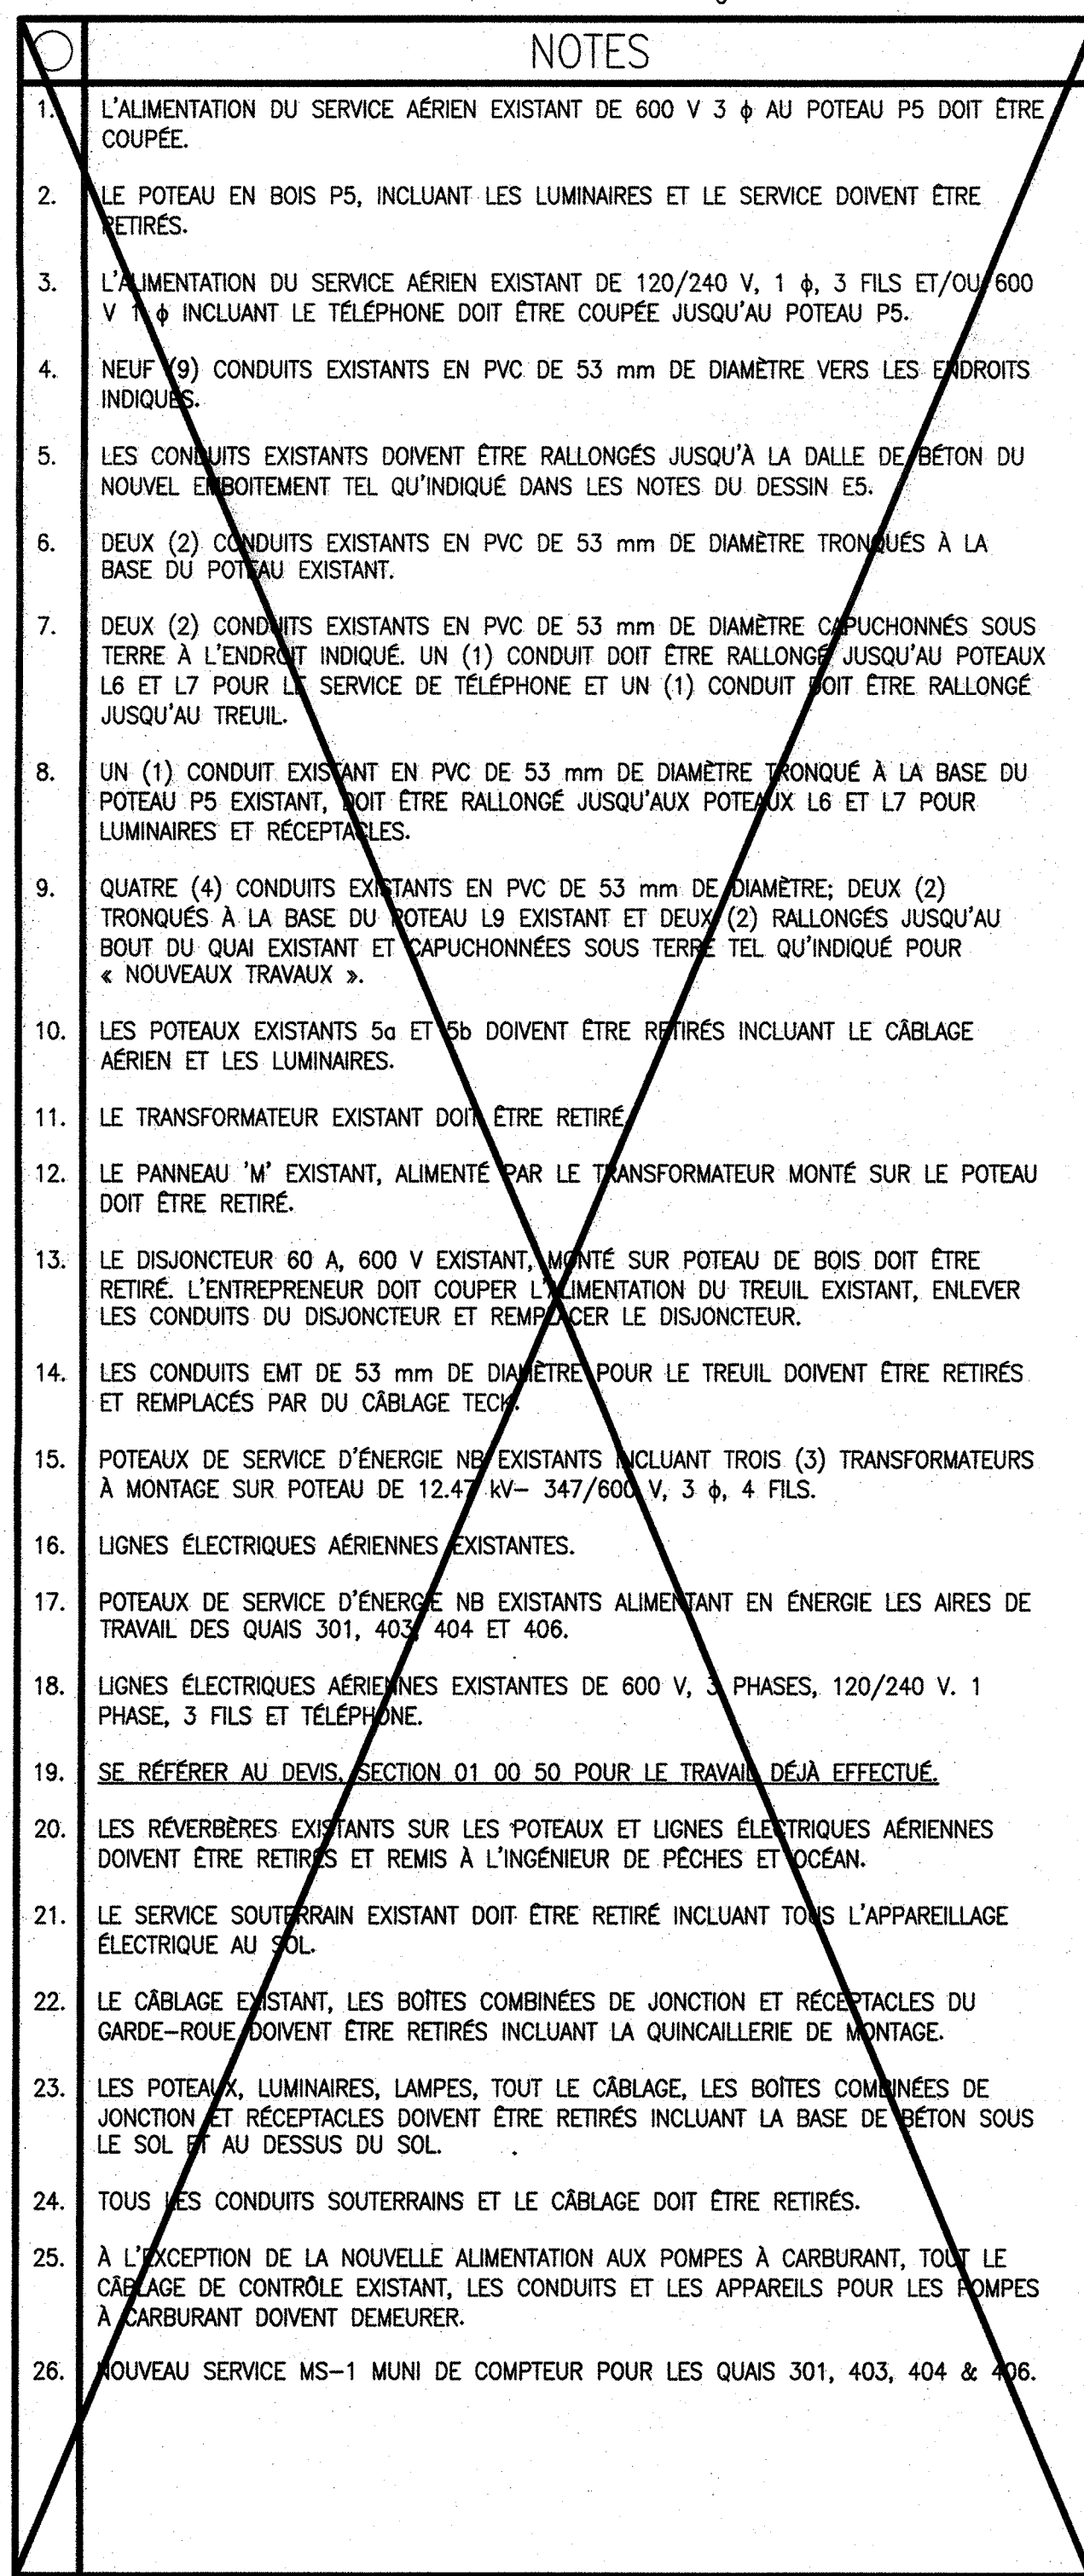 NOTES
1. L'ALIMENTATION DU SERVICE AÉRIEN EXISTANT DE 600 V 3 ϕ AU POTEAU P5 DOIT ÊTRE
COUPÉE.
2. LE POTEAU EN BOIS P5, INCLUANT LES LUMINAIRES ET LE SERVICE DOIVENT ÊTRE
RETIRÉS.
3. L'ALIMENTATION DU SERVICE AÉRIEN EXISTANT DE 120/240 V, 1 ϕ, 3 FILS ET/OU 600
V 1 ϕ INCLUANT LE TÉLÉPHONE DOIT ÊTRE COUPÉE JUSQU'AU POTEAU P5.
4. NEUF (9) CONDUITS EXISTANTS EN PVC DE 53 mm DE DIAMÈTRE VERS LES ENDROITS
INDIQUÉS.
5. LES CONDUITS EXISTANTS DOIVENT ÊTRE RALLONGÉS JUSQU'À LA DALLE DE BÉTON DU
NOUVEL EMBOITEMENT TEL QU'INDIQUÉ DANS LES NOTES DU DESSIN E5.
6. DEUX (2) CONDUITS EXISTANTS EN PVC DE 53 mm DE DIAMÈTRE TRONQUÉS À LA
BASE DU POTEAU EXISTANT.
7. DEUX (2) CONDUITS EXISTANTS EN PVC DE 53 mm DE DIAMÈTRE CAPUCHONNÉS SOUS
TERRE À L'ENDROIT INDIQUÉ. UN (1) CONDUIT DOIT ÊTRE RALLONGÉ JUSQU'AU POTEAUX
L6 ET L7 POUR LE SERVICE DE TÉLÉPHONE ET UN (1) CONDUIT DOIT ÊTRE RALLONGÉ
JUSQU'AU TREUIL.
8. UN (1) CONDUIT EXISTANT EN PVC DE 53 mm DE DIAMÈTRE TRONQUÉ À LA BASE DU
POTEAU P5 EXISTANT, DOIT ÊTRE RALLONGÉ JUSQU'AUX POTEAUX L6 ET L7 POUR
LUMINAIRES ET RÉCEPTACLES.
9. QUATRE (4) CONDUITS EXISTANTS EN PVC DE 53 mm DE DIAMÈTRE; DEUX (2)
TRONQUÉS À LA BASE DU POTEAU L9 EXISTANT ET DEUX (2) RALLONGÉS JUSQU'AU
BOUT DU QUAI EXISTANT ET CAPUCHONNÉES SOUS TERRE TEL QU'INDIQUÉ POUR
« NOUVEAUX TRAVAUX ».
10. LES POTEAUX EXISTANTS 5a ET 5b DOIVENT ÊTRE RETIRÉS INCLUANT LE CÂBLAGE
AÉRIEN ET LES LUMINAIRES.
11. LE TRANSFORMATEUR EXISTANT DOIT ÊTRE RETIRÉ.
12. LE PANNEAU 'M' EXISTANT, ALIMENTÉ PAR LE TRANSFORMATEUR MONTÉ SUR LE POTEAU
DOIT ÊTRE RETIRÉ.
13. LE DISJONCTEUR 60 A, 600 V EXISTANT, MONTÉ SUR POTEAU DE BOIS DOIT ÊTRE
RETIRÉ. L'ENTREPRENEUR DOIT COUPER L'ALIMENTATION DU TREUIL EXISTANT, ENLEVER
LES CONDUITS DU DISJONCTEUR ET REMPLACER LE DISJONCTEUR.
14. LES CONDUITS EMT DE 53 mm DE DIAMÈTRE POUR LE TREUIL DOIVENT ÊTRE RETIRÉS
ET REMPLACÉS PAR DU CÂBLAGE TECK.
15. POTEAUX DE SERVICE D'ÉNERGIE NB EXISTANTS INCLUANT TROIS (3) TRANSFORMATEURS
À MONTAGE SUR POTEAU DE 12.47 kV– 347/600 V, 3 ϕ, 4 FILS.
16. LIGNES ÉLECTRIQUES AÉRIENNES EXISTANTES.
17. POTEAUX DE SERVICE D'ÉNERGIE NB EXISTANTS ALIMENTANT EN ÉNERGIE LES AIRES DE
TRAVAIL DES QUAIS 301, 403, 404 ET 406.
18. LIGNES ÉLECTRIQUES AÉRIENNES EXISTANTES DE 600 V, 3 PHASES, 120/240 V. 1
PHASE, 3 FILS ET TÉLÉPHONE.
19. SE RÉFÉRER AU DEVIS, SECTION 01 00 50 POUR LE TRAVAIL DÉJÀ EFFECTUÉ.
20. LES RÉVERBÈRES EXISTANTS SUR LES POTEAUX ET LIGNES ÉLECTRIQUES AÉRIENNES
DOIVENT ÊTRE RETIRÉS ET REMIS À L'INGÉNIEUR DE PÊCHES ET OCÉAN.
21. LE SERVICE SOUTERRAIN EXISTANT DOIT ÊTRE RETIRÉ INCLUANT TOUS L'APPAREILLAGE
ÉLECTRIQUE AU SOL.
22. LE CÂBLAGE EXISTANT, LES BOÎTES COMBINÉES DE JONCTION ET RÉCEPTACLES DU
GARDE–ROUE DOIVENT ÊTRE RETIRÉS INCLUANT LA QUINCAILLERIE DE MONTAGE.
23. LES POTEAUX, LUMINAIRES, LAMPES, TOUT LE CÂBLAGE, LES BOÎTES COMBINÉES DE
JONCTION ET RÉCEPTACLES DOIVENT ÊTRE RETIRÉS INCLUANT LA BASE DE BÉTON SOUS
LE SOL ET AU DESSUS DU SOL.
24. TOUS LES CONDUITS SOUTERRAINS ET LE CÂBLAGE DOIT ÊTRE RETIRÉS.
25. À L'EXCEPTION DE LA NOUVELLE ALIMENTATION AUX POMPES À CARBURANT, TOUT LE
CÂBLAGE DE CONTRÔLE EXISTANT, LES CONDUITS ET LES APPAREILS POUR LES POMPES
À CARBURANT DOIVENT DEMEURER.
26. NOUVEAU SERVICE MS–1 MUNI DE COMPTEUR POUR LES QUAIS 301, 403, 404 & 406.